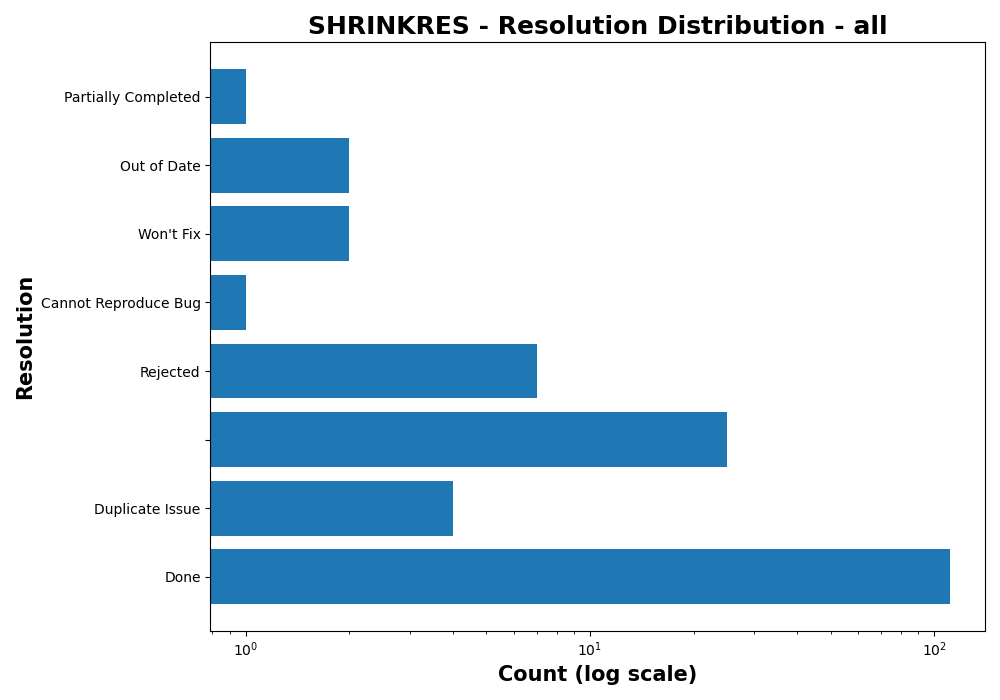 SHRINKRES - Resolution Distribution - all
Partially Completed
Out of Date
Won't Fix
Cannot Reproduce Bug
Rejected
Duplicate Issue
Done
Resolution
10⁰
10¹
10²
Count (log scale)